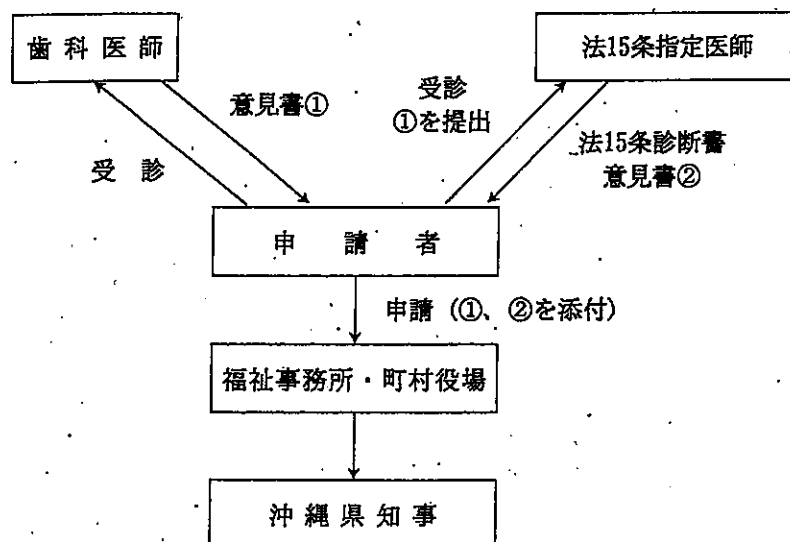 歯科医師
法15条指定医師
意見書①
受診
①を提出
受診
法15条診断書
意見書②
申請者
申請（①、②を添付）
福祉事務所・町村役場
沖縄県知事